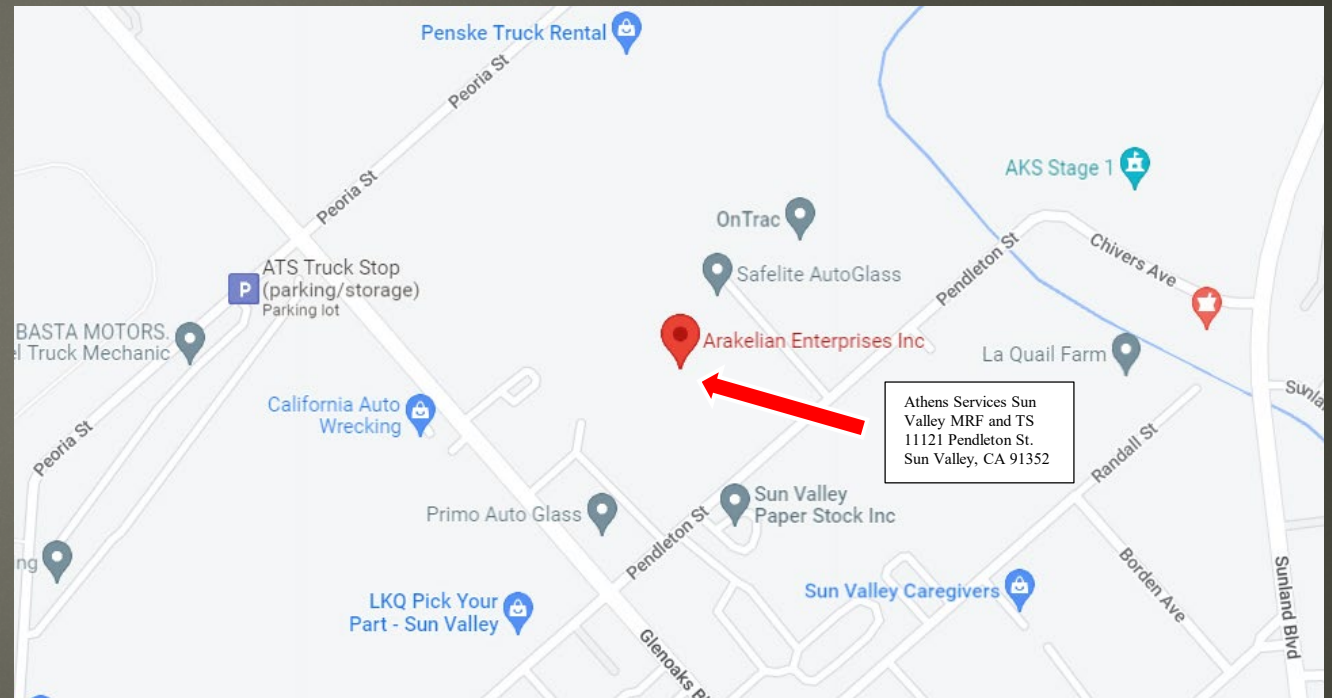 Penske Truck Rental
Peoria St
Peoria St
AKS Stage 1
OnTrac
Pendleton St
Chivers Ave
ATS Truck Stop
(parking/storage)
Parking lot
P
Safelite AutoGlass
BASTA MOTORS.
Truck Mechanic
Arakelian Enterprises Inc
La Quail Farm
California Auto
Wrecking
Athens Services Sun
Valley MRF and TS
11121 Pendleton St.
Sun Valley, CA 91352
Peoria St
Randall St
Primo Auto Glass
Sun Valley
Paper Stock Inc
Pendleton St
Borden Ave
Sun Valley Caregivers
LKQ Pick Your
Part - Sun Valley
Sunland Blvd
Glenoaks